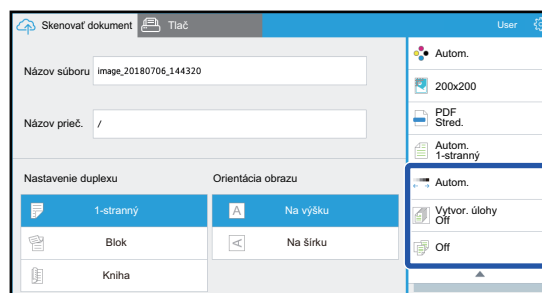 Skenovať dokument
Tlač
User
Názov súboru
image_20180706_144320
Názov prieč.
/
Nastavenie duplexu
Orientácia obrazu
1-stranný
A
Na výšku
Blok
A
Na šírku
Kniha
Autom.
200x200
PDF
Stred.
Autom.
1-stranný
Autom.
Vytvor. úlohy
Off
Off